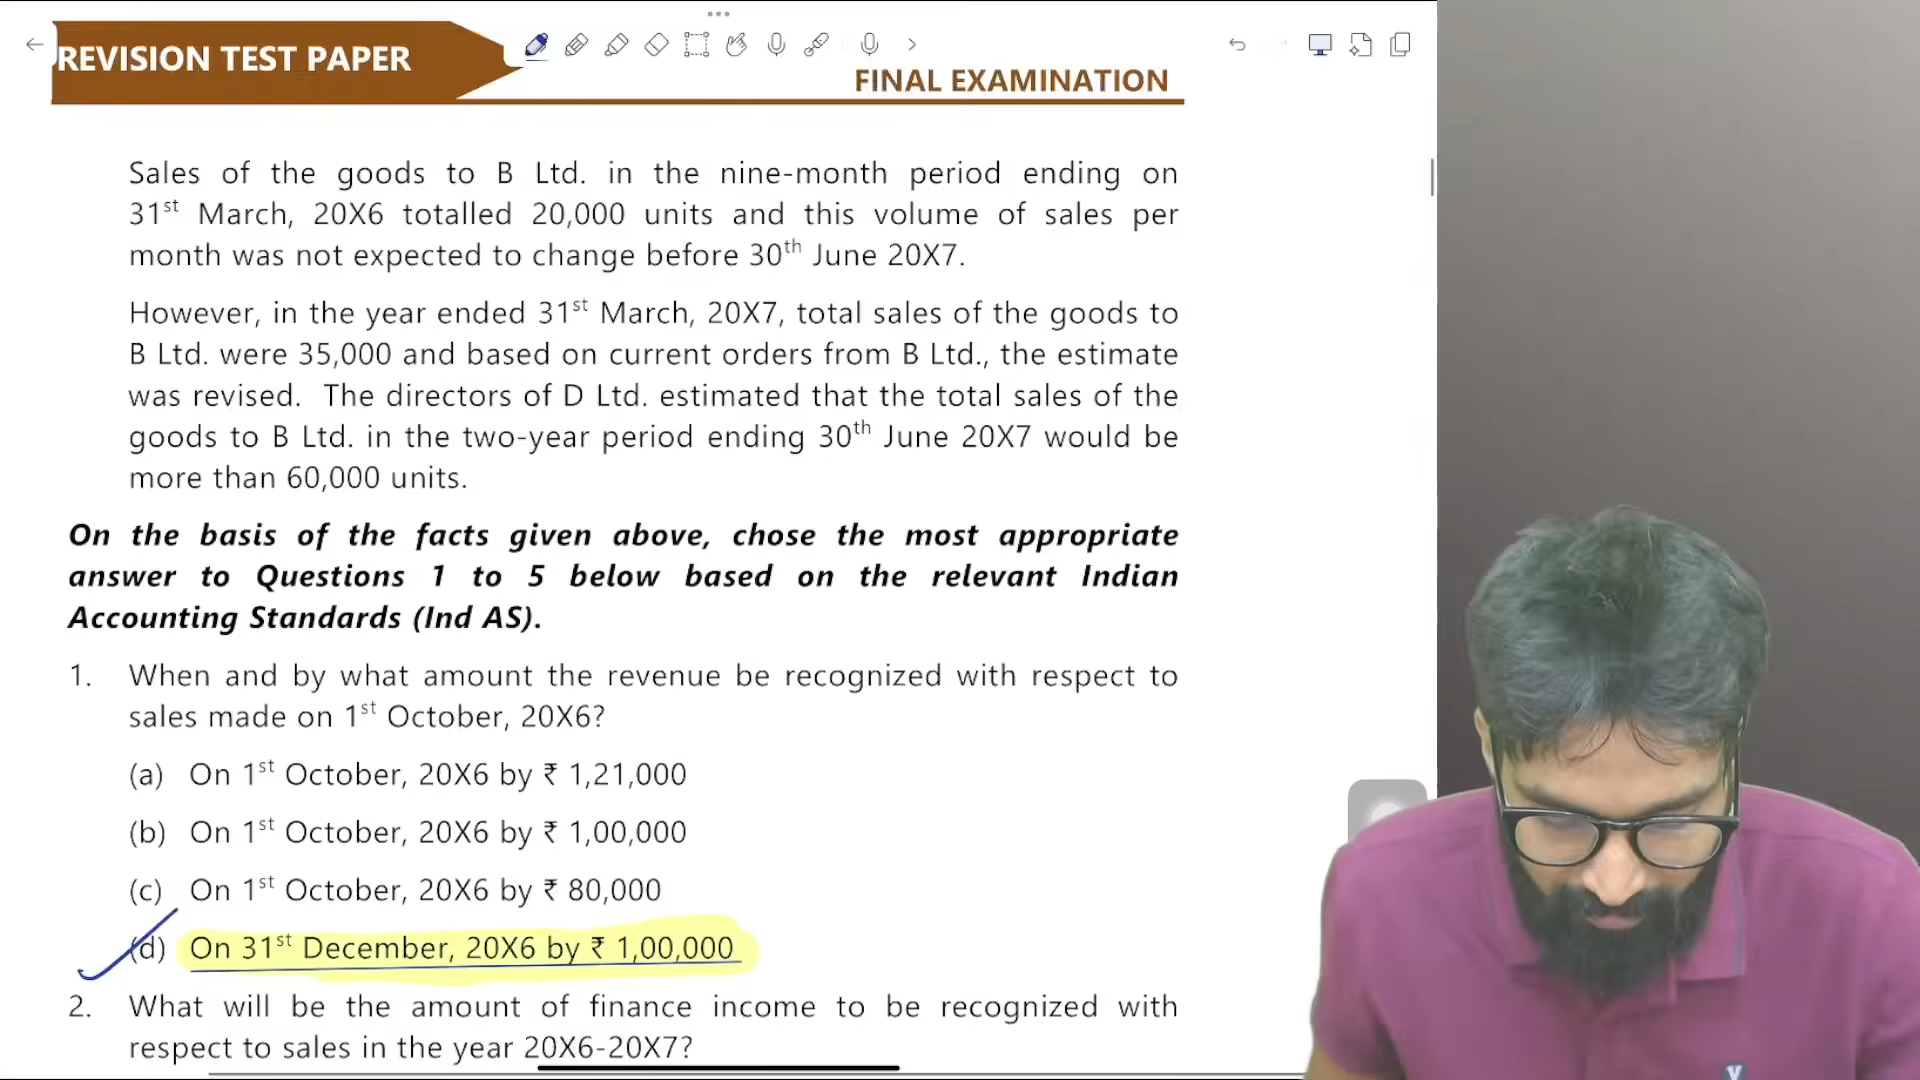 REVISION TEST PAPER
FINAL EXAMINATION
Sales of the goods to B Ltd. in the nine-month period ending on
31st March, 20X6 totalled 20,000 units and this volume of sales per
month was not expected to change before 30th June 20X7.
However, in the year ended 31st March, 20X7, total sales of the goods to
B Ltd. were 35,000 and based on current orders from B Ltd., the estimate
was revised. The directors of D Ltd. estimated that the total sales of the
goods to B Ltd. in the two-year period ending 30th June 20X7 would be
more than 60,000 units.
On the basis of the facts given above, chose the most appropriate
answer to Questions 1 to 5 below based on the relevant Indian
Accounting Standards (Ind AS).
1. When and by what amount the revenue be recognized with respect to
sales made on 1st October, 20X6?
(a) On 1st October, 20X6 by ₹ 1,21,000
(b) On 1st October, 20X6 by ₹ 1,00,000
(c) On 1st October, 20X6 by ₹ 80,000
(d) On 31st December, 20X6 by ₹ 1,00,000
2. What will be the amount of finance income to be recognized with
respect to sales in the year 20X6-20X7?